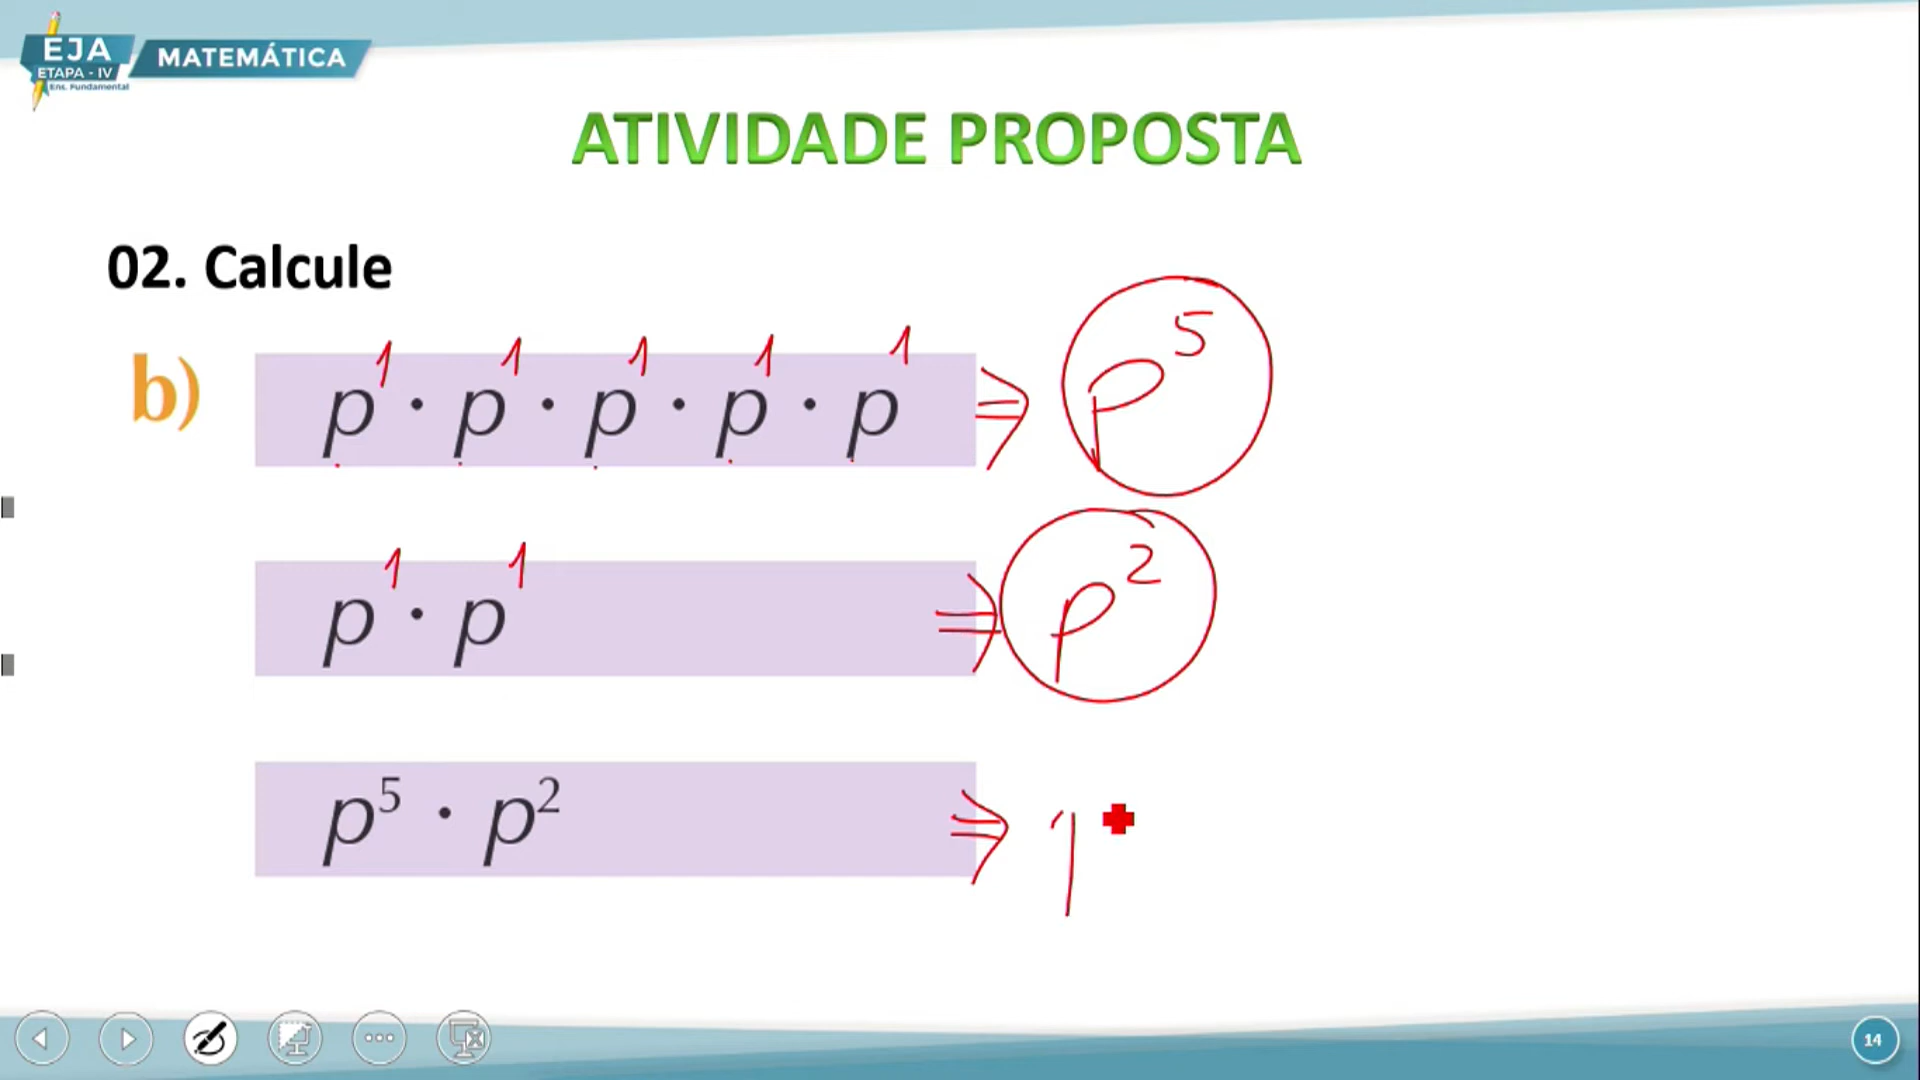 EJA
ETAPA - IV
Ens. Fundamental
MATEMÁTICA
ATIVIDADE PROPOSTA
02. Calcule
b) p¹ · p¹ · p¹ · p¹ · p¹ ⇒ p⁵
p¹ · p¹ ⇒ p²
p⁵ · p² ⇒
14